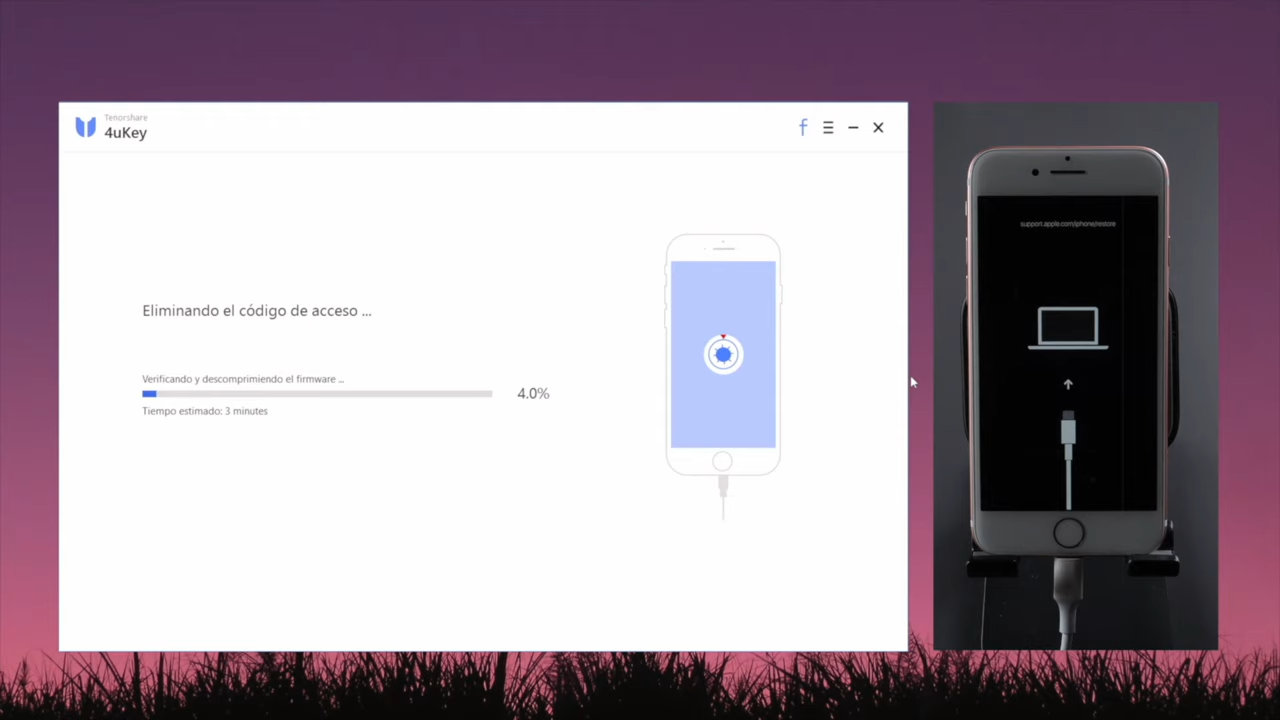 Tenorshare
4uKey
Eliminando el código de acceso ...
Verificando y descomprimiendo el firmware ...
4.0%
Tiempo estimado: 3 minutes
support.apple.com/iphone/restore